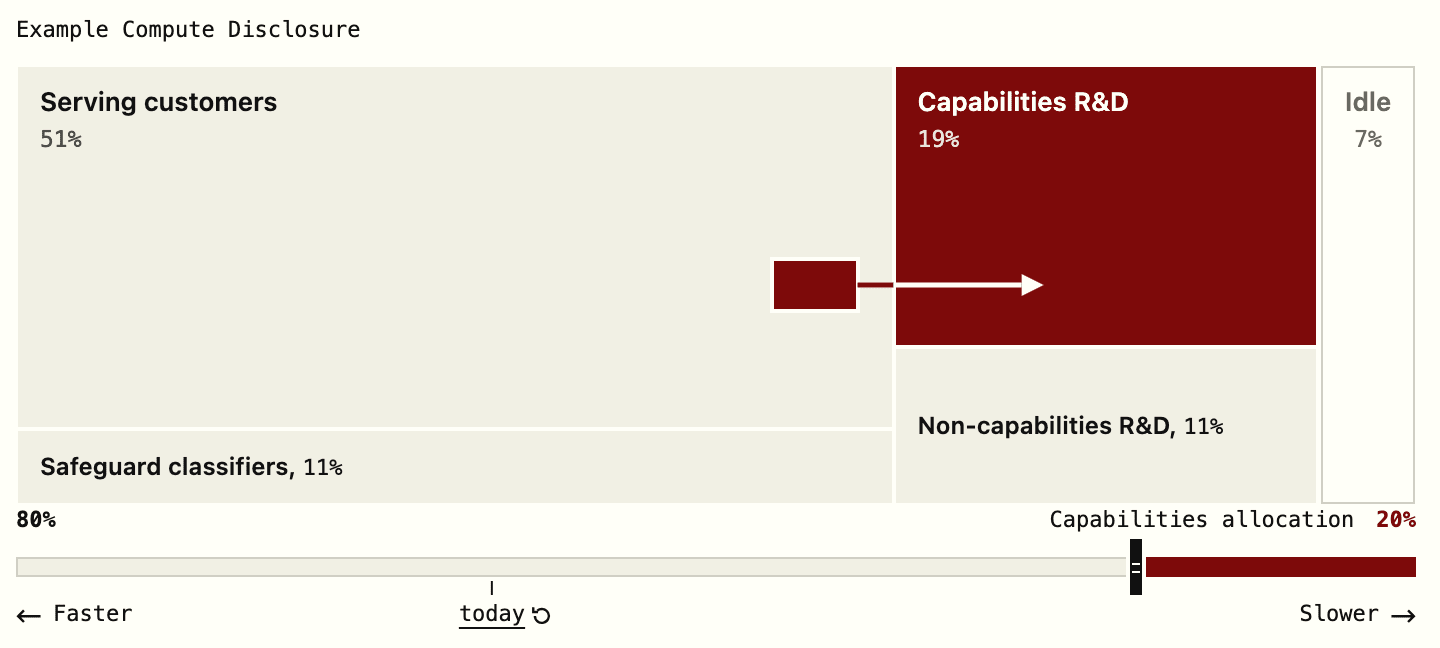 Example Compute Disclosure
Serving customers
51%
Capabilities R&D
19%
Idle
7%
Non-capabilities R&D, 11%
Safeguard classifiers, 11%
80%
Capabilities allocation 20%
← Faster
today
Slower →